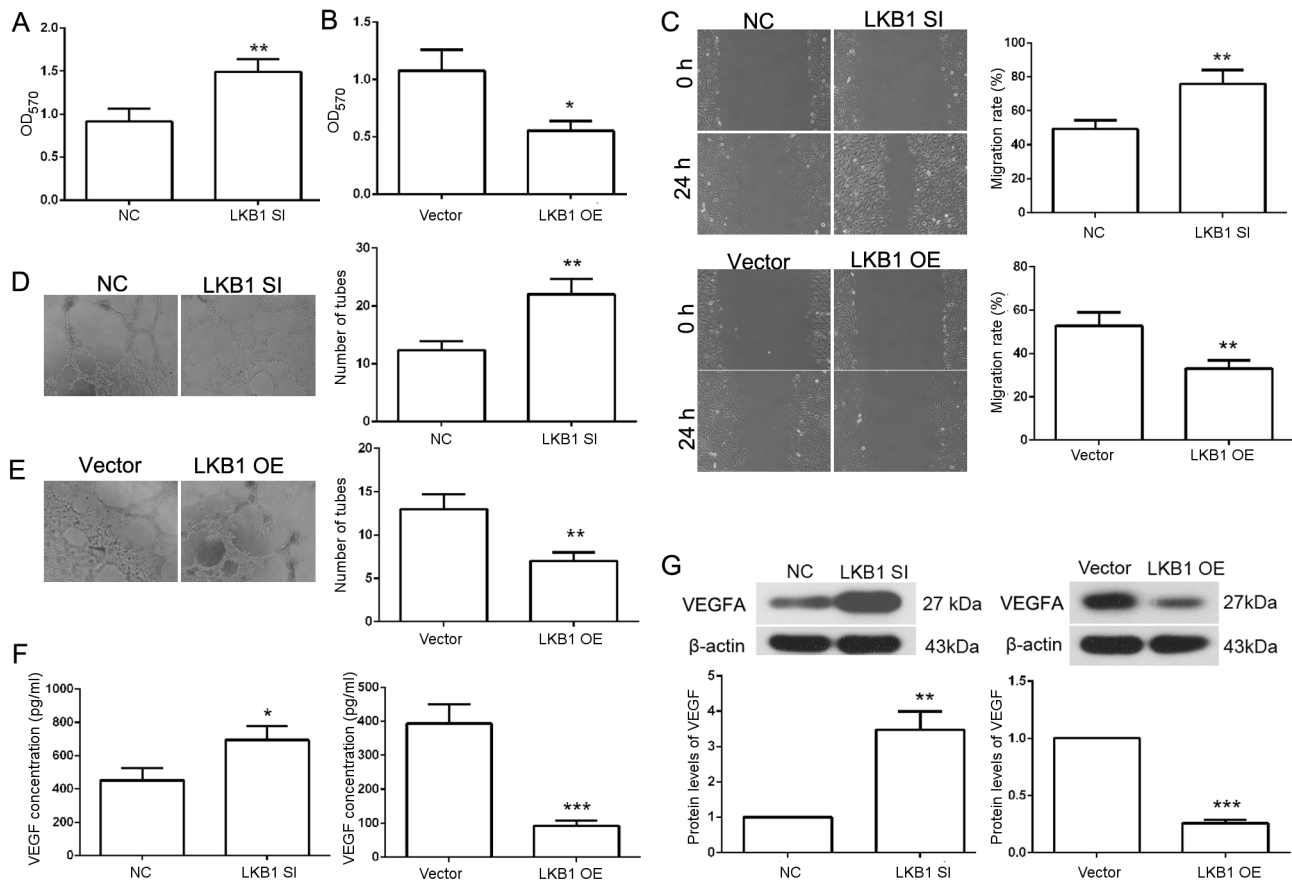 A
2.0
1.5
1.0
0.5
0.0
OD570
**
NC
LKB1 SI
B
1.5
1.0
0.5
0.0
OD570
*
Vector
LKB1 OE
C
NC
LKB1 SI
0 h
24 h
100
80
60
40
20
0
Migration rate (%)
**
NC
LKB1 SI
Vector
LKB1 OE
0 h
24 h
80
60
40
20
0
Migration rate (%)
**
Vector
LKB1 OE
D
NC
LKB1 SI
30
20
10
0
Number of tubes
**
NC
LKB1 SI
E
Vector
LKB1 OE
15
10
5
0
Number of tubes
**
Vector
LKB1 OE
F
1000
800
600
400
200
0
VEGF concentration (pg/ml)
*
NC
LKB1 SI
500
400
300
200
100
0
VEGF concentration (pg/ml)
***
Vector
LKB1 OE
G
NC LKB1 SI
VEGFA 27 kDa
β-actin 43kDa
5
4
3
2
1
0
Protein levels of VEGF
**
NC
LKB1 SI
Vector LKB1 OE
VEGFA 27kDa
β-actin 43kDa
1.5
1.0
0.5
0.0
Protein levels of VEGF
***
Vector
LKB1 OE